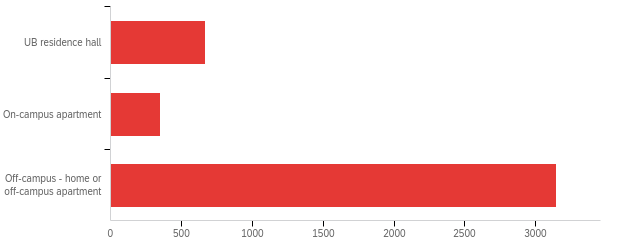 UB residence hall
On-campus apartment
Off-campus - home or
off-campus apartment
0 500 1000 1500 2000 2500 3000